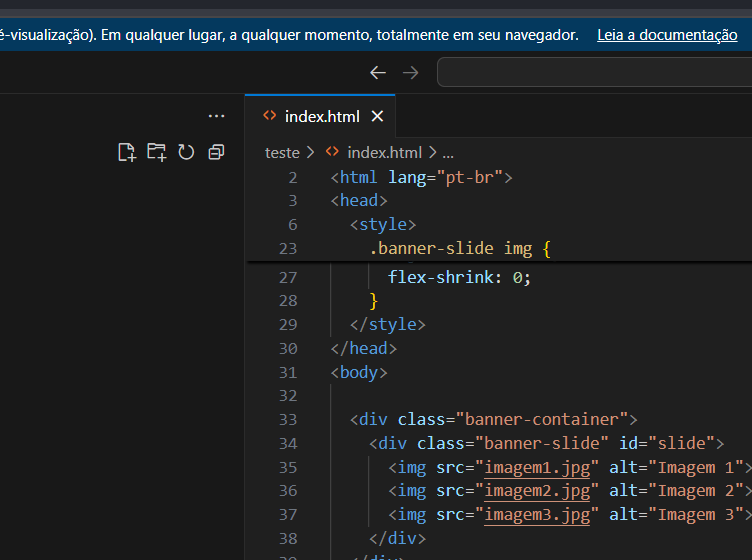 é-visualização). Em qualquer lugar, a qualquer momento, totalmente em seu navegador. Leia a documentação
index.html
teste > index.html > ...
2 <html lang="pt-br">
3 <head>
6 <style>
23 .banner-slide img {
27 flex-shrink: 0;
28 }
29 </style>
30 </head>
31 <body>
32
33 <div class="banner-container">
34 <div class="banner-slide" id="slide">
35 <img src="imagem1.jpg" alt="Imagem 1">
36 <img src="imagem2.jpg" alt="Imagem 2">
37 <img src="imagem3.jpg" alt="Imagem 3">
38 </div>
39 </div>